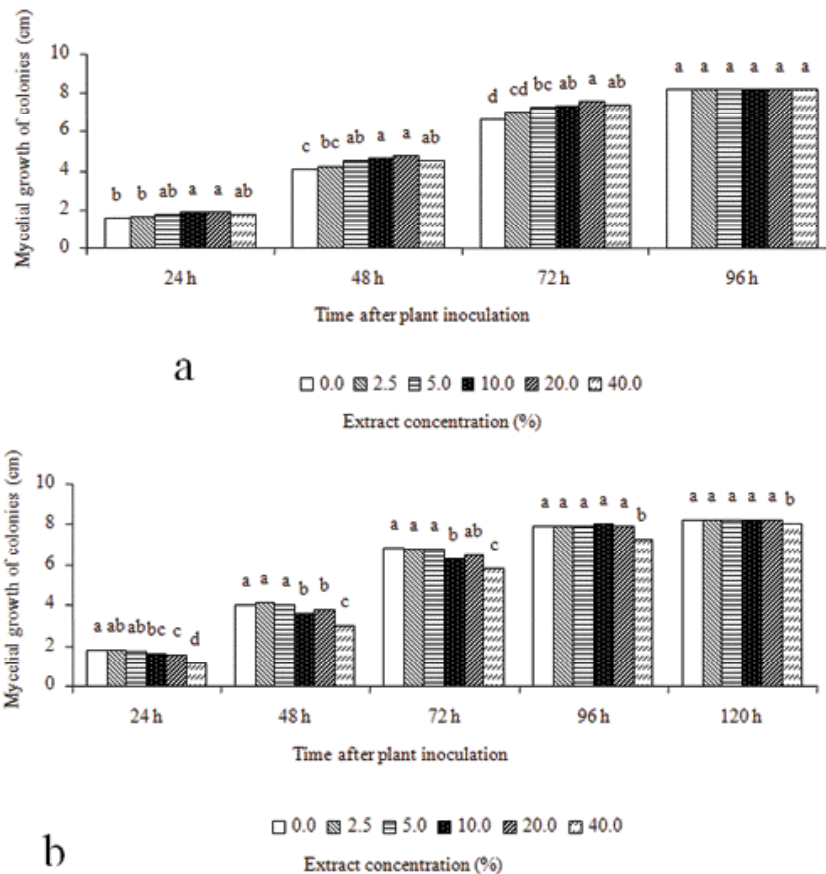 Mycelial growth of colonies (cm)
10
8
6
4
2
0
b b ab a a ab
c bc ab a a ab
d cd bc ab a ab
a a a a a a
24 h 48 h 72 h 96 h
Time after plant inoculation
a
0.0 2.5 5.0 10.0 20.0 40.0
Extract concentration (%)
Mycelial growth of colonies (cm)
10
8
6
4
2
0
a ab ab bc c d
a a a b b c
a a a b ab c
a a a a a b
a a a a a b
24 h 48 h 72 h 96 h 120 h
Time after plant inoculation
0.0 2.5 5.0 10.0 20.0 40.0
b
Extract concentration (%)